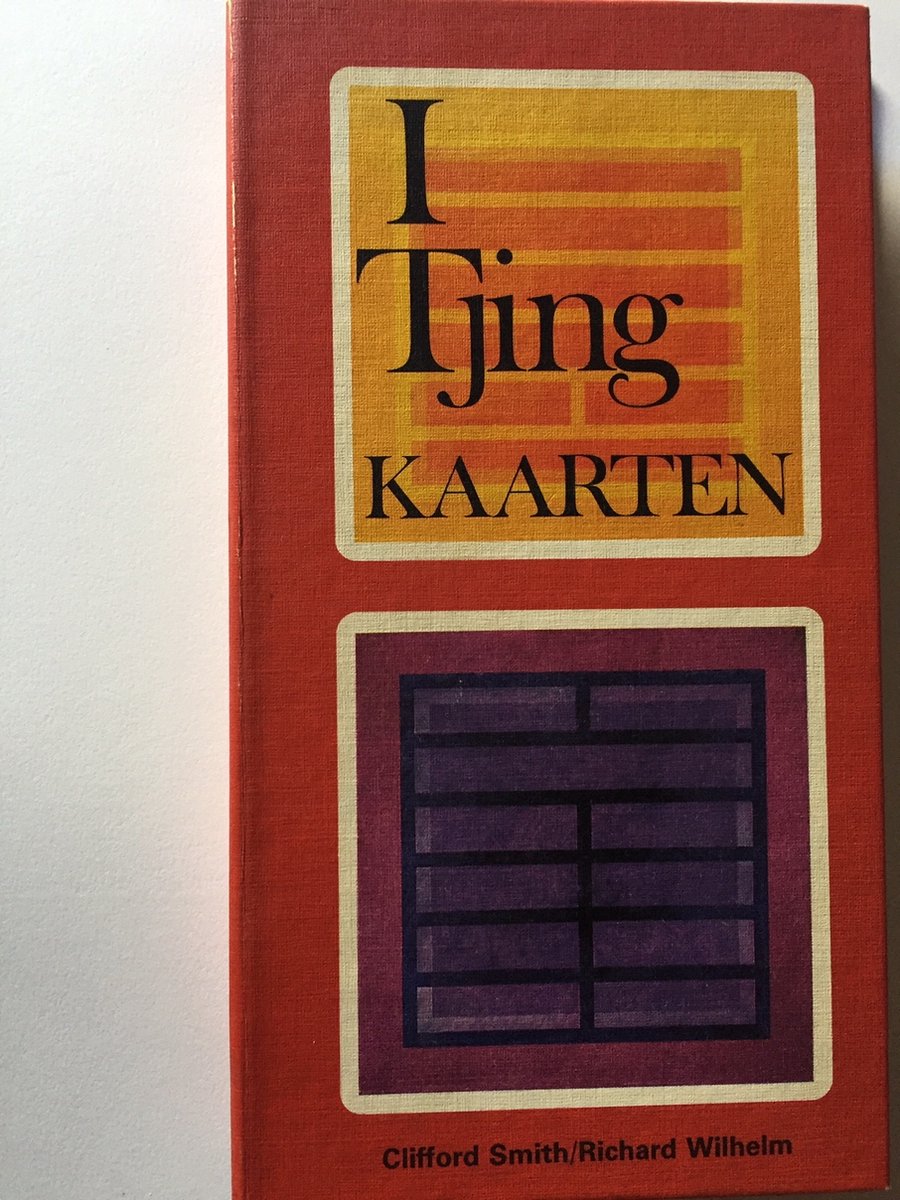 I
Tjing
KAARTEN
Clifford Smith/Richard Wilhelm